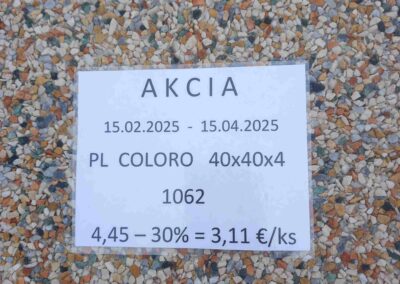 AKCIA
15.02.2025 - 15.04.2025
PL COLORO 40x40x4
1062
4,45 – 30% = 3,11 €/ks